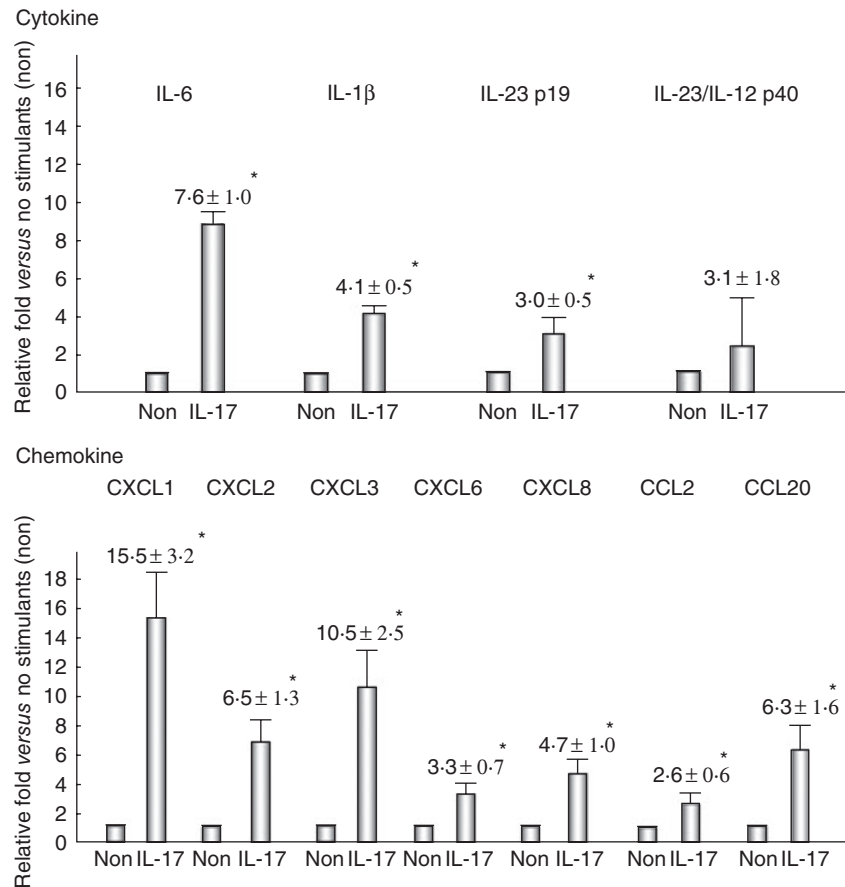 Cytokine
Relative fold versus no stimulants (non)
16
14
12
10
8
6
4
2
0
IL-6 IL-1β IL-23 p19 IL-23/IL-12 p40
7·6 ± 1·0 *
4·1 ± 0·5 *
3·0 ± 0·5 *
3·1 ± 1·8
Non IL-17 Non IL-17 Non IL-17 Non IL-17
Chemokine
Relative fold versus no stimulants (non)
CXCL1 CXCL2 CXCL3 CXCL6 CXCL8 CCL2 CCL20
18
16
14
12
10
8
6
4
2
0
15·5 ± 3·2 *
6·5 ± 1·3 *
10·5 ± 2·5 *
3·3 ± 0·7 *
4·7 ± 1·0 *
2·6 ± 0·6 *
6·3 ± 1·6 *
Non IL-17 Non IL-17 Non IL-17 Non IL-17 Non IL-17 Non IL-17 Non IL-17